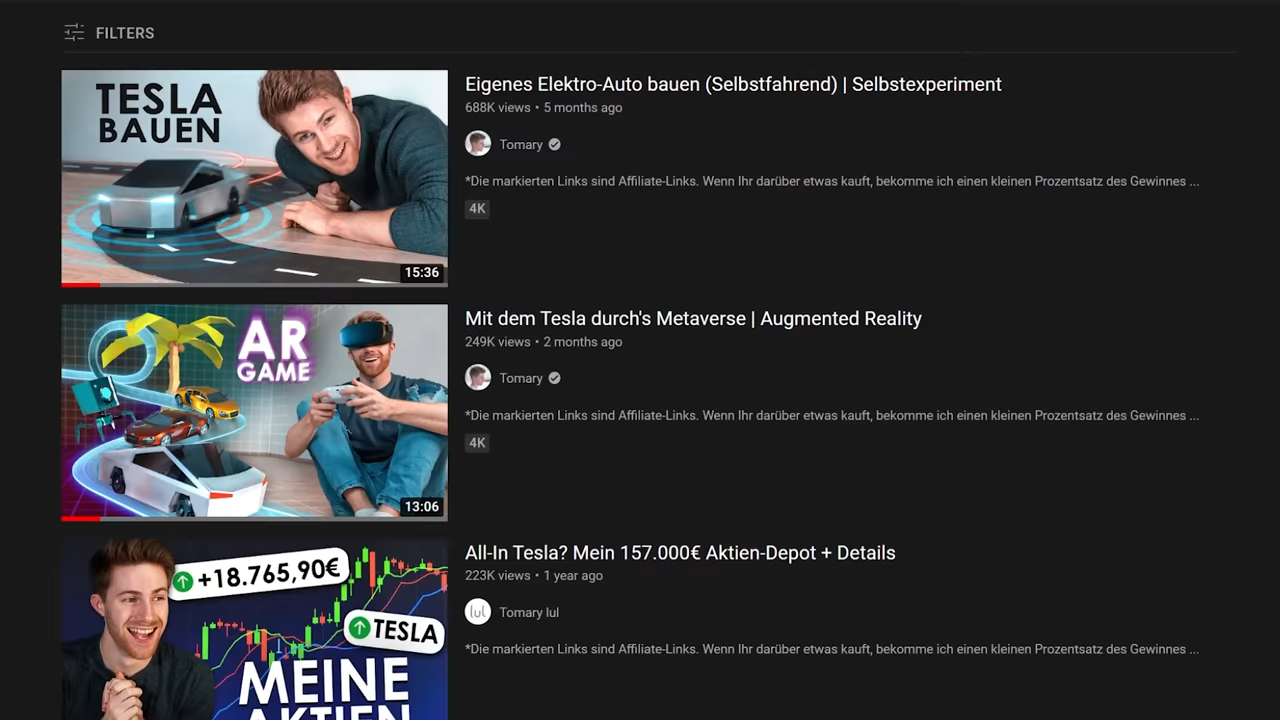 FILTERS
TESLA
BAUEN
15:36
Eigenes Elektro-Auto bauen (Selbstfahrend) | Selbstexperiment
688K views • 5 months ago
Tomary
*Die markierten Links sind Affiliate-Links. Wenn Ihr darüber etwas kauft, bekomme ich einen kleinen Prozentsatz des Gewinnes ...
4K
AR
GAME
13:06
Mit dem Tesla durch's Metaverse | Augmented Reality
249K views • 2 months ago
Tomary
*Die markierten Links sind Affiliate-Links. Wenn Ihr darüber etwas kauft, bekomme ich einen kleinen Prozentsatz des Gewinnes ...
4K
+18.765,90€
TESLA
MEINE
AKTIEN
All-In Tesla? Mein 157.000€ Aktien-Depot + Details
223K views • 1 year ago
lul
Tomary lul
*Die markierten Links sind Affiliate-Links. Wenn Ihr darüber etwas kauft, bekomme ich einen kleinen Prozentsatz des Gewinnes ...